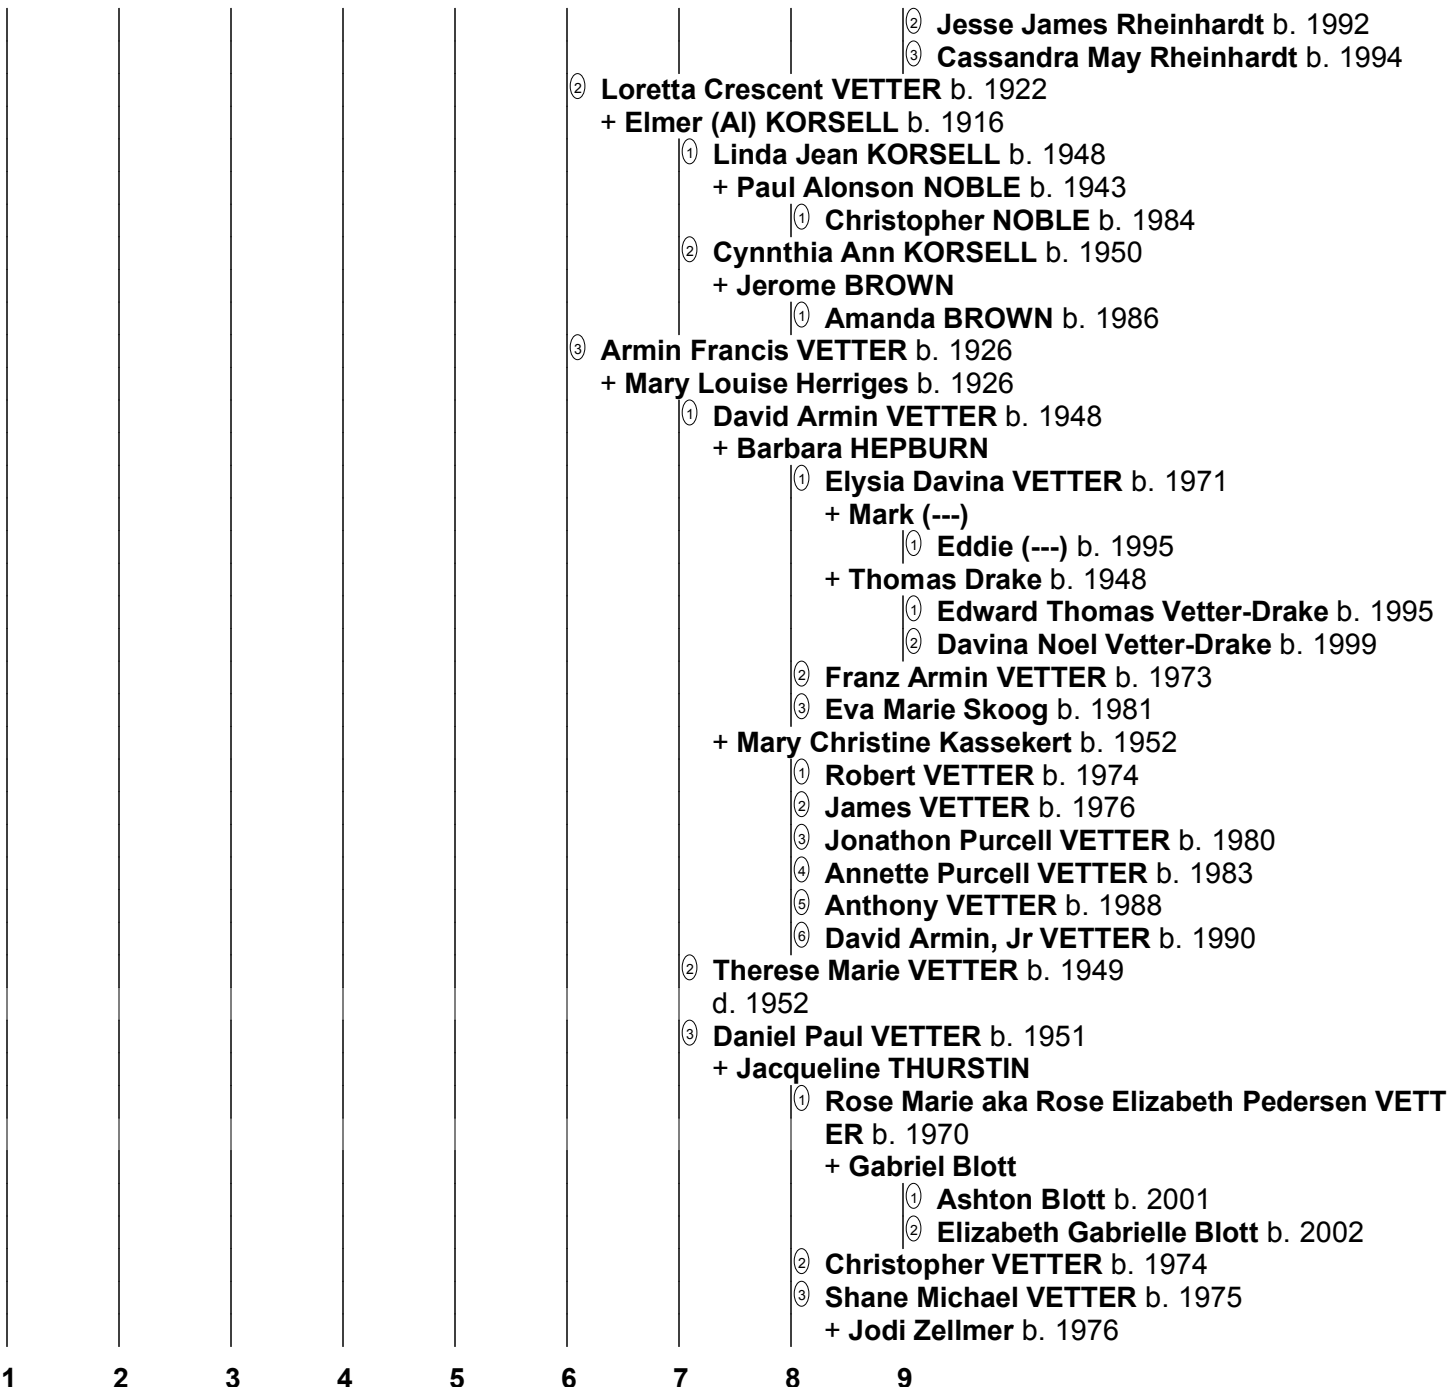 ② Jesse James Rheinhardt b. 1992
③ Cassandra May Rheinhardt b. 1994
② Loretta Crescent VETTER b. 1922
+ Elmer (Al) KORSELL b. 1916
① Linda Jean KORSELL b. 1948
+ Paul Alonson NOBLE b. 1943
① Christopher NOBLE b. 1984
② Cynnthia Ann KORSELL b. 1950
+ Jerome BROWN
① Amanda BROWN b. 1986
③ Armin Francis VETTER b. 1926
+ Mary Louise Herriges b. 1926
① David Armin VETTER b. 1948
+ Barbara HEPBURN
① Elysia Davina VETTER b. 1971
+ Mark (---)
① Eddie (---) b. 1995
+ Thomas Drake b. 1948
① Edward Thomas Vetter-Drake b. 1995
② Davina Noel Vetter-Drake b. 1999
② Franz Armin VETTER b. 1973
③ Eva Marie Skoog b. 1981
+ Mary Christine Kassekert b. 1952
① Robert VETTER b. 1974
② James VETTER b. 1976
③ Jonathon Purcell VETTER b. 1980
④ Annette Purcell VETTER b. 1983
⑤ Anthony VETTER b. 1988
⑥ David Armin, Jr VETTER b. 1990
② Therese Marie VETTER b. 1949
d. 1952
③ Daniel Paul VETTER b. 1951
+ Jacqueline THURSTIN
① Rose Marie aka Rose Elizabeth Pedersen VETT
ER b. 1970
+ Gabriel Blott
① Ashton Blott b. 2001
② Elizabeth Gabrielle Blott b. 2002
② Christopher VETTER b. 1974
③ Shane Michael VETTER b. 1975
+ Jodi Zellmer b. 1976
1 2 3 4 5 6 7 8 9